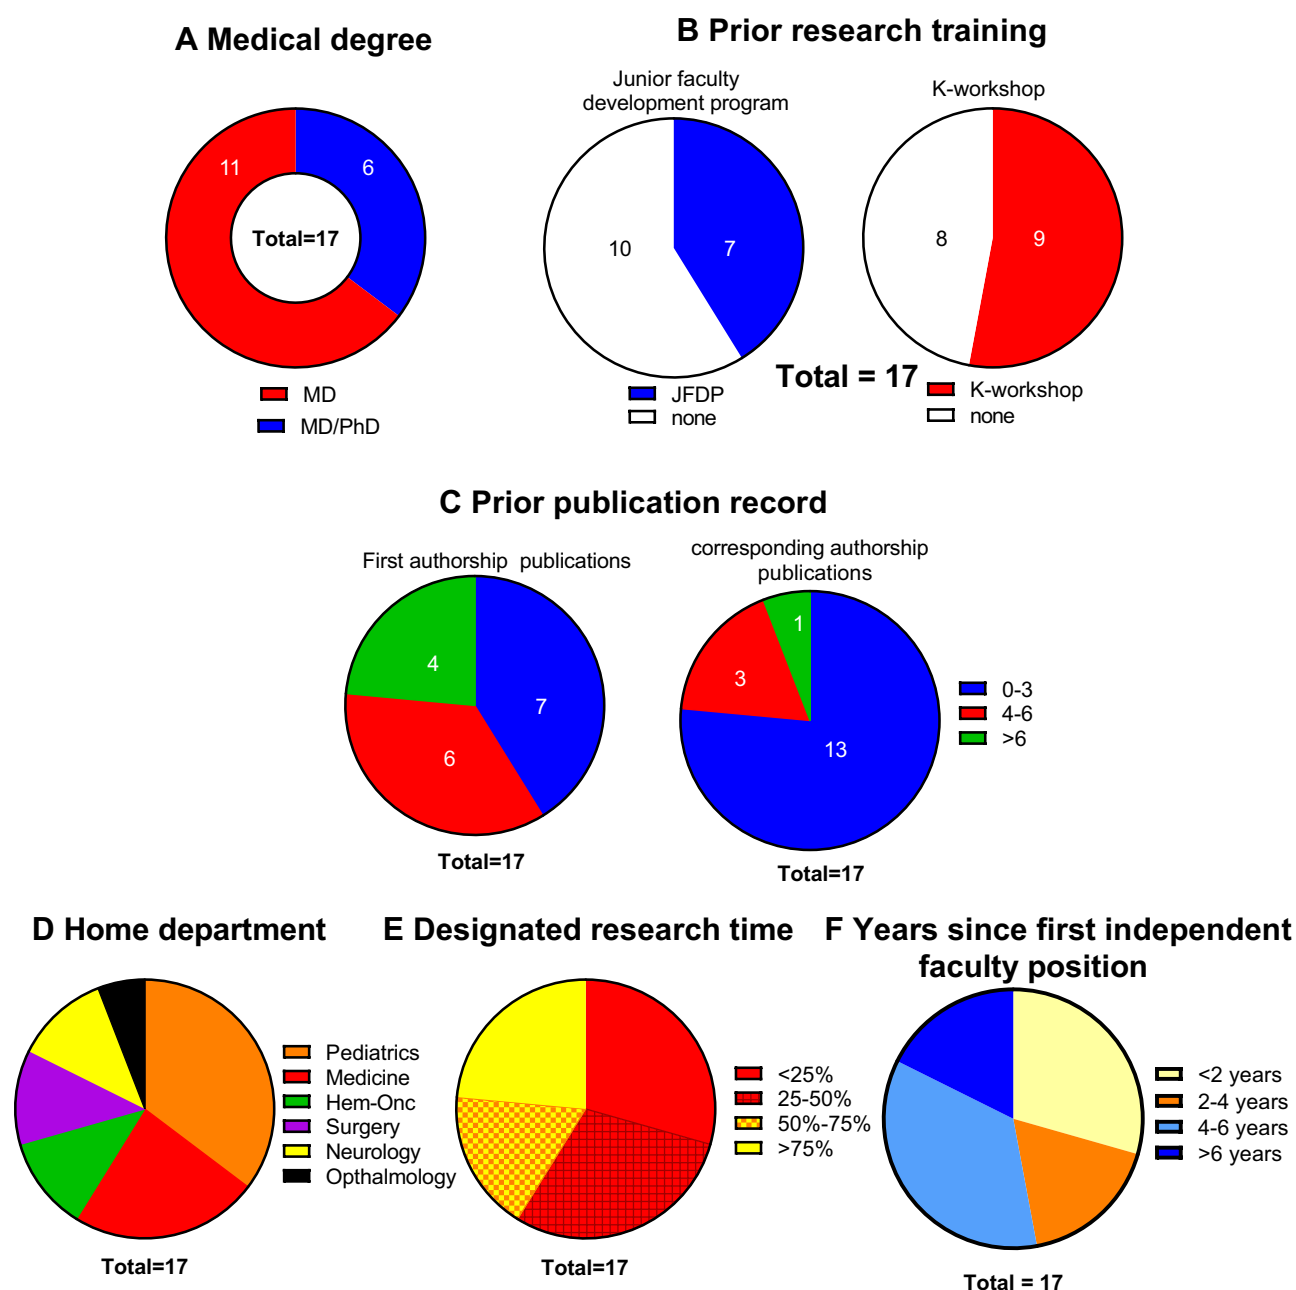 A Medical degree
11
6
Total=17
MD
MD/PhD
B Prior research training
Junior faculty
development program
10
7
JFDP
none
Total = 17
K-workshop
8
9
K-workshop
none
C Prior publication record
First authorship publications
4
7
6
Total=17
corresponding authorship
publications
1
3
13
Total=17
0-3
4-6
>6
D Home department
Pediatrics
Medicine
Hem-Onc
Surgery
Neurology
Opthalmology
Total=17
E Designated research time
<25%
25-50%
50%-75%
>75%
Total=17
F Years since first independent
faculty position
<2 years
2-4 years
4-6 years
>6 years
Total = 17